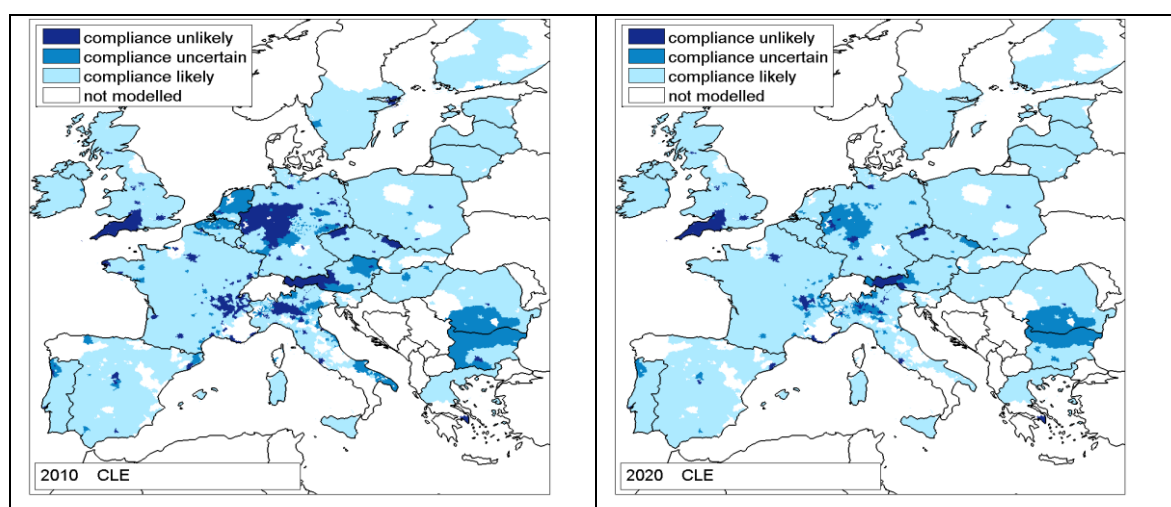 compliance unlikely
compliance uncertain
compliance likely
not modelled
2010 CLE
compliance unlikely
compliance uncertain
compliance likely
not modelled
2020 CLE